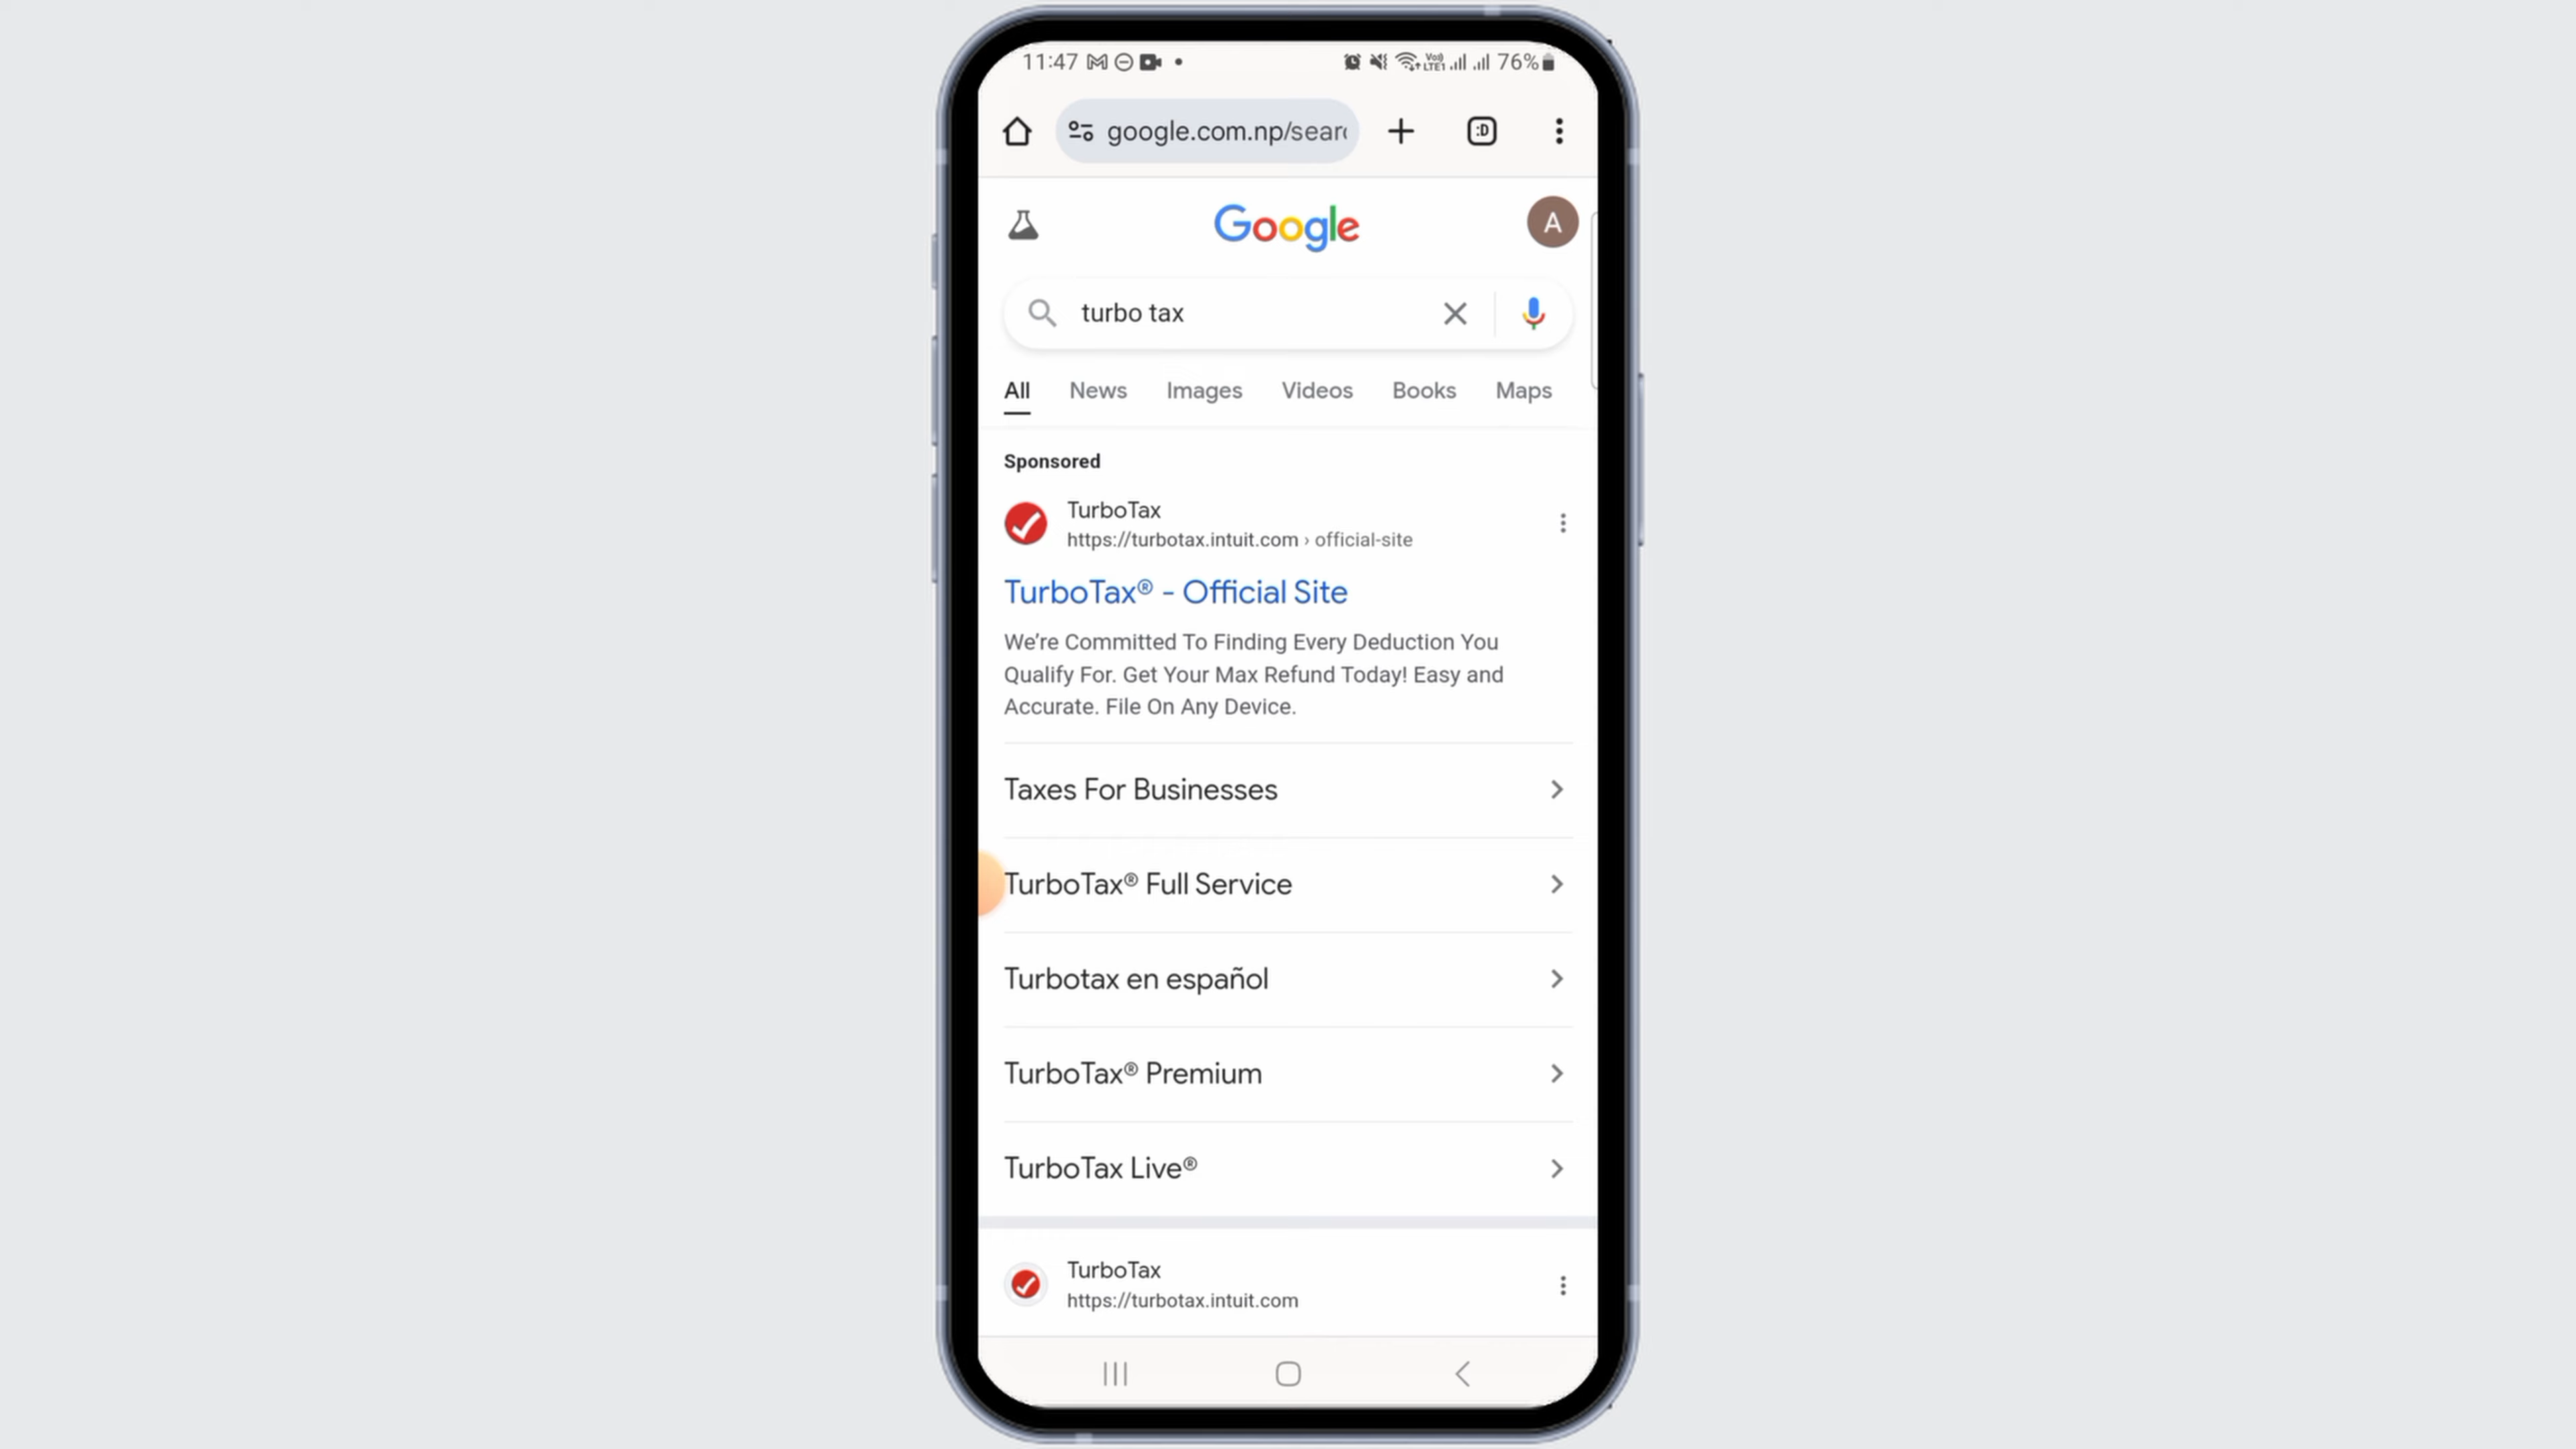 11:47 76%
google.com.np/sear
:D
Google
A
turbo tax
All News Images Videos Books Maps
Sponsored
TurboTax
https://turbotax.intuit.com › official-site
TurboTax® - Official Site
We’re Committed To Finding Every Deduction You
Qualify For. Get Your Max Refund Today! Easy and
Accurate. File On Any Device.
Taxes For Businesses
TurboTax® Full Service
Turbotax en español
TurboTax® Premium
TurboTax Live®
TurboTax
https://turbotax.intuit.com